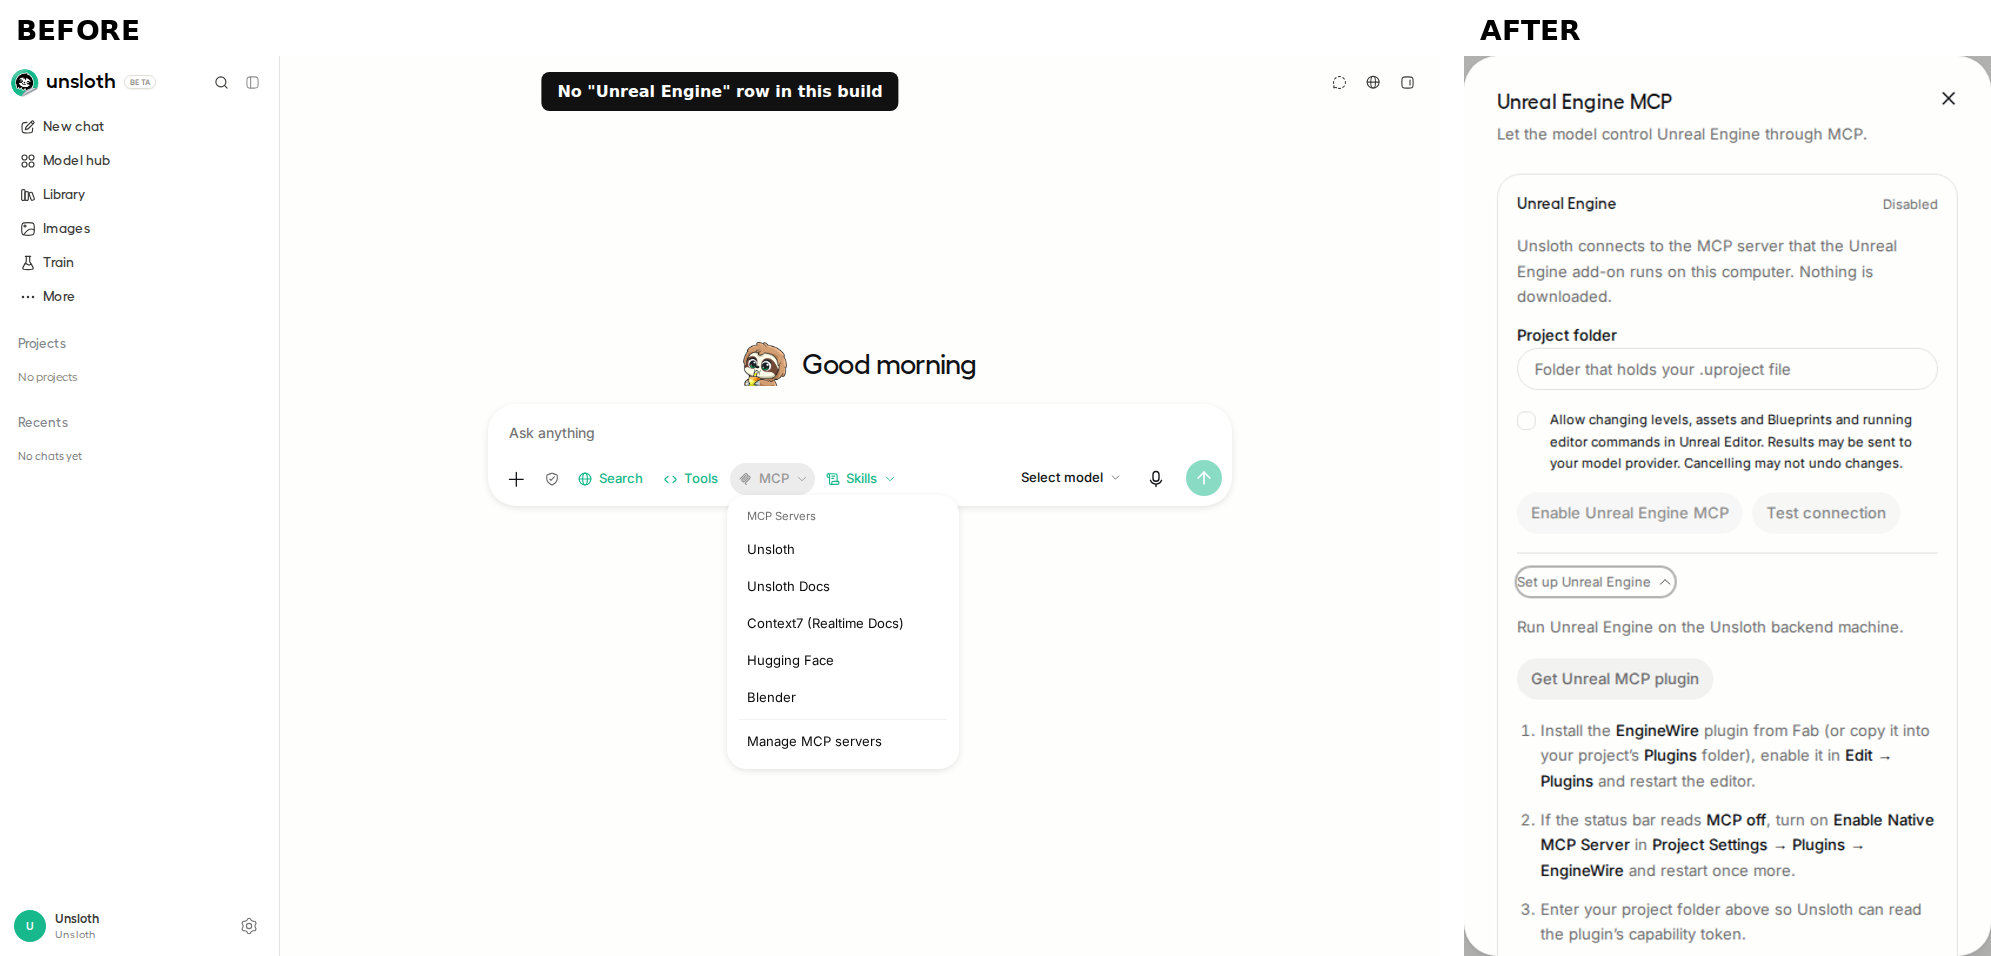 BEFORE
unsloth BETA
New chat
Model hub
Library
Images
Train
More
Projects
No projects
Recents
No chats yet
U
Unsloth
Unsloth
No "Unreal Engine" row in this build
Good morning
Ask anything
Search
Tools
MCP
Skills
Select model
MCP Servers
Unsloth
Unsloth Docs
Context7 (Realtime Docs)
Hugging Face
Blender
Manage MCP servers
AFTER
Unreal Engine MCP
Let the model control Unreal Engine through MCP.
Unreal Engine
Disabled
Unsloth connects to the MCP server that the Unreal
Engine add-on runs on this computer. Nothing is
downloaded.
Project folder
Folder that holds your .uproject file
Allow changing levels, assets and Blueprints and running
editor commands in Unreal Editor. Results may be sent to
your model provider. Cancelling may not undo changes.
Enable Unreal Engine MCP
Test connection
Set up Unreal Engine
Run Unreal Engine on the Unsloth backend machine.
Get Unreal MCP plugin
1. Install the EngineWire plugin from Fab (or copy it into
your project's Plugins folder), enable it in Edit →
Plugins and restart the editor.
2. If the status bar reads MCP off, turn on Enable Native
MCP Server in Project Settings → Plugins →
EngineWire and restart once more.
3. Enter your project folder above so Unsloth can read
the plugin's capability token.